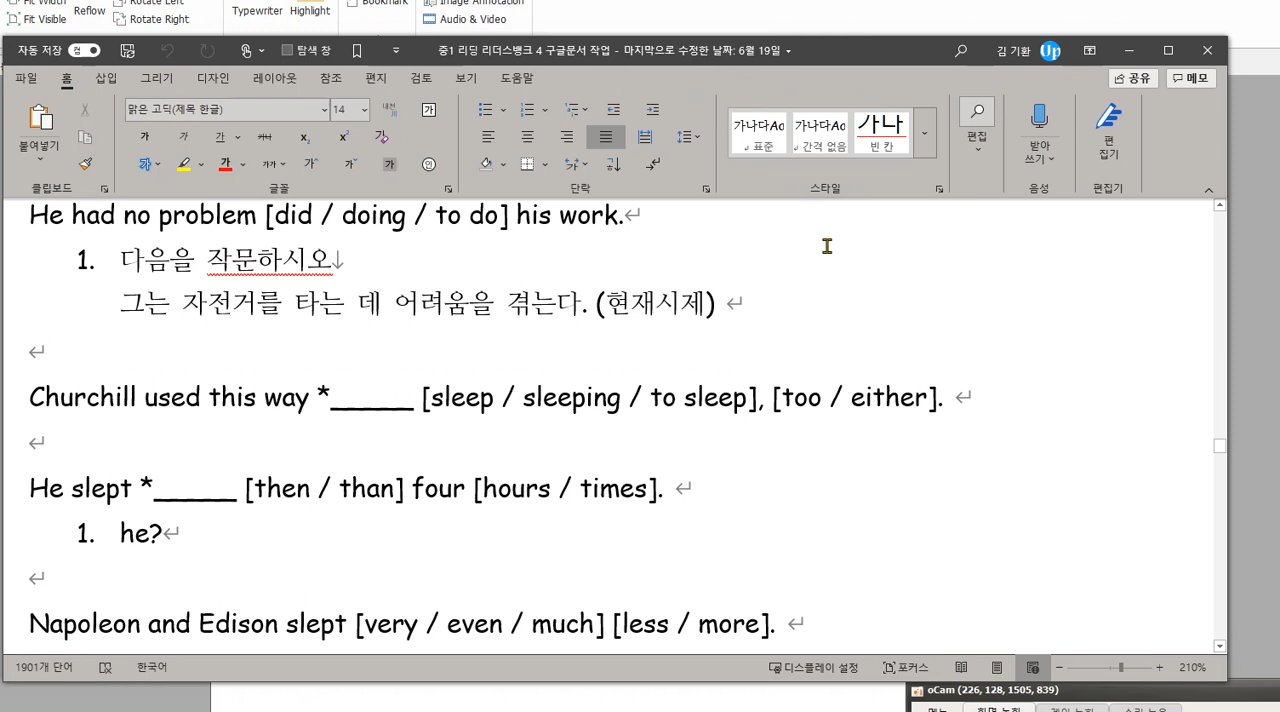 Fit Width Rotate Left Bookmark Image Annotation
Fit Visible Reflow Rotate Right Typewriter Highlight Audio & Video
자동 저장 컴 탐색 창 중1 리딩 리더스뱅크 4 구글문서 작업 - 마지막으로 수정한 날짜: 6월 19일 김 기환 Up
파일 홈 삽입 그리기 디자인 레이아웃 참조 편지 검토 보기 도움말 공유 메모
맑은 고딕(제목 한글) 14
붙여넣기 가나다Ac 가나다Ac 가나 편집 받아쓰기 편집기
표준 간격 없음 빈 칸
클립보드 글꼴 단락 스타일 음성 편집기
He had no problem [did / doing / to do] his work.
1. 다음을 작문하시오
그는 자전거를 타는 데 어려움을 겪는다. (현재시제)
Churchill used this way *_____ [sleep / sleeping / to sleep], [too / either].
He slept *_____ [then / than] four [hours / times].
1. he?
Napoleon and Edison slept [very / even / much] [less / more].
1901개 단어 한국어 디스플레이 설정 포커스 210%
oCam (226, 128, 1505, 839)